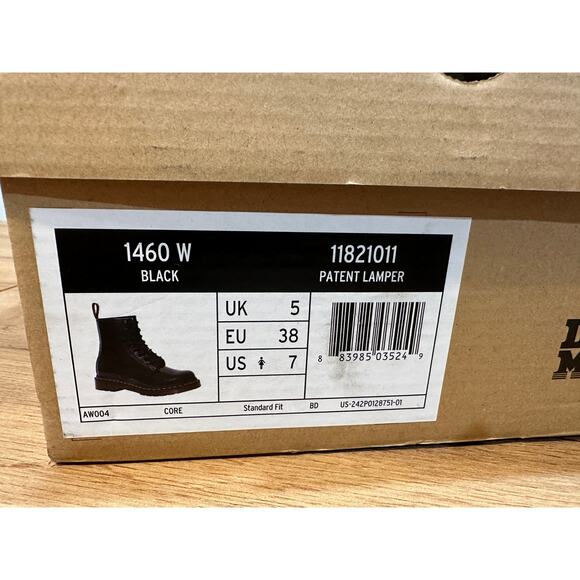 1460 W
BLACK
11821011
PATENT LAMPER
UK 5
EU 38
US 7
8 83985 03524 9
AW004 CORE Standard Fit BD US-242P0128751-01
D
M